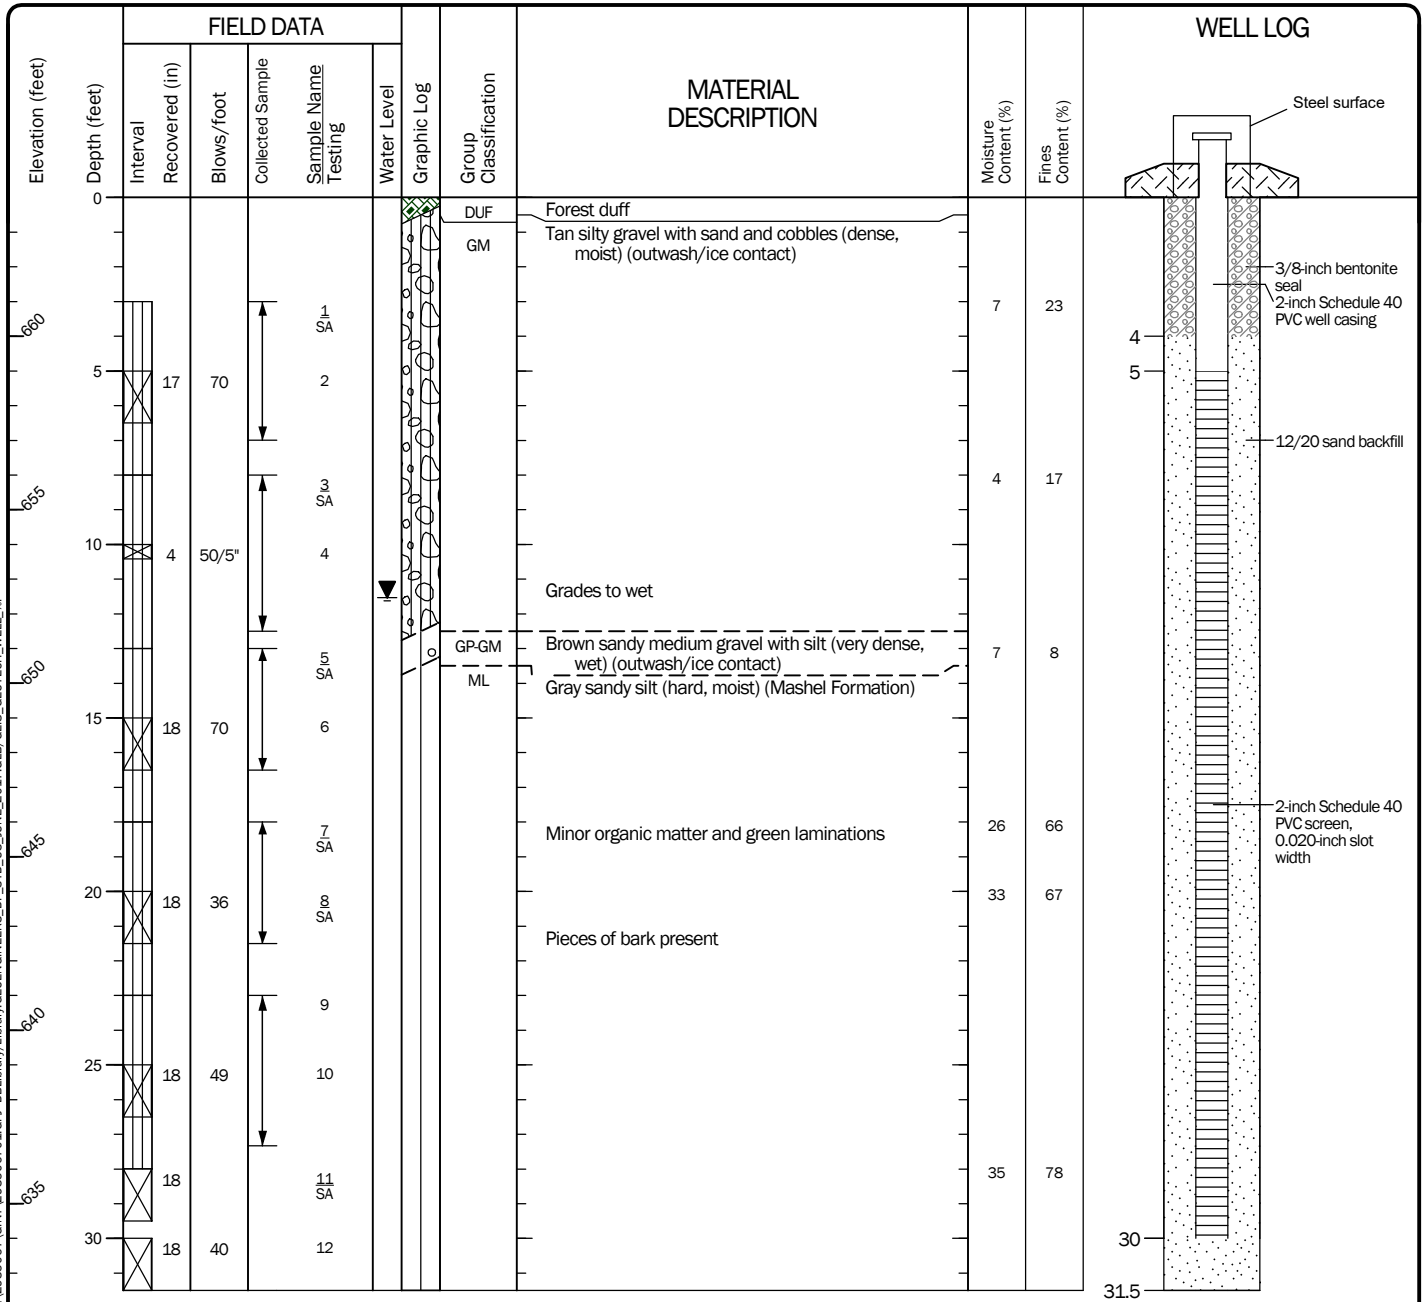 FIELD DATA
WELL LOG
Elevation (feet)
Depth (feet)
Interval
Recovered (in)
Blows/foot
Collected Sample
Sample Name
Testing
Water Level
Graphic Log
Group
Classification
MATERIAL
DESCRIPTION
Moisture
Content (%)
Fines
Content (%)
Steel surface
0
DUF
Forest duff
GM
Tan silty gravel with sand and cobbles (dense,
moist) (outwash/ice contact)
3/8-inch bentonite
seal
2-inch Schedule 40
PVC well casing
1
SA
7
23
660
4
5
5
17
70
2
12/20 sand backfill
655
3
SA
4
17
10
4
50/5"
4
Grades to wet
GP-GM
Brown sandy medium gravel with silt (very dense,
wet) (outwash/ice contact)
5
SA
7
8
650
ML
Gray sandy silt (hard, moist) (Mashel Formation)
15
18
70
6
2-inch Schedule 40
PVC screen,
0.020-inch slot
width
7
SA
Minor organic matter and green laminations
26
66
645
20
18
36
8
SA
33
67
Pieces of bark present
9
640
25
18
49
10
18
11
SA
35
78
635
30
18
40
12
30
31.5